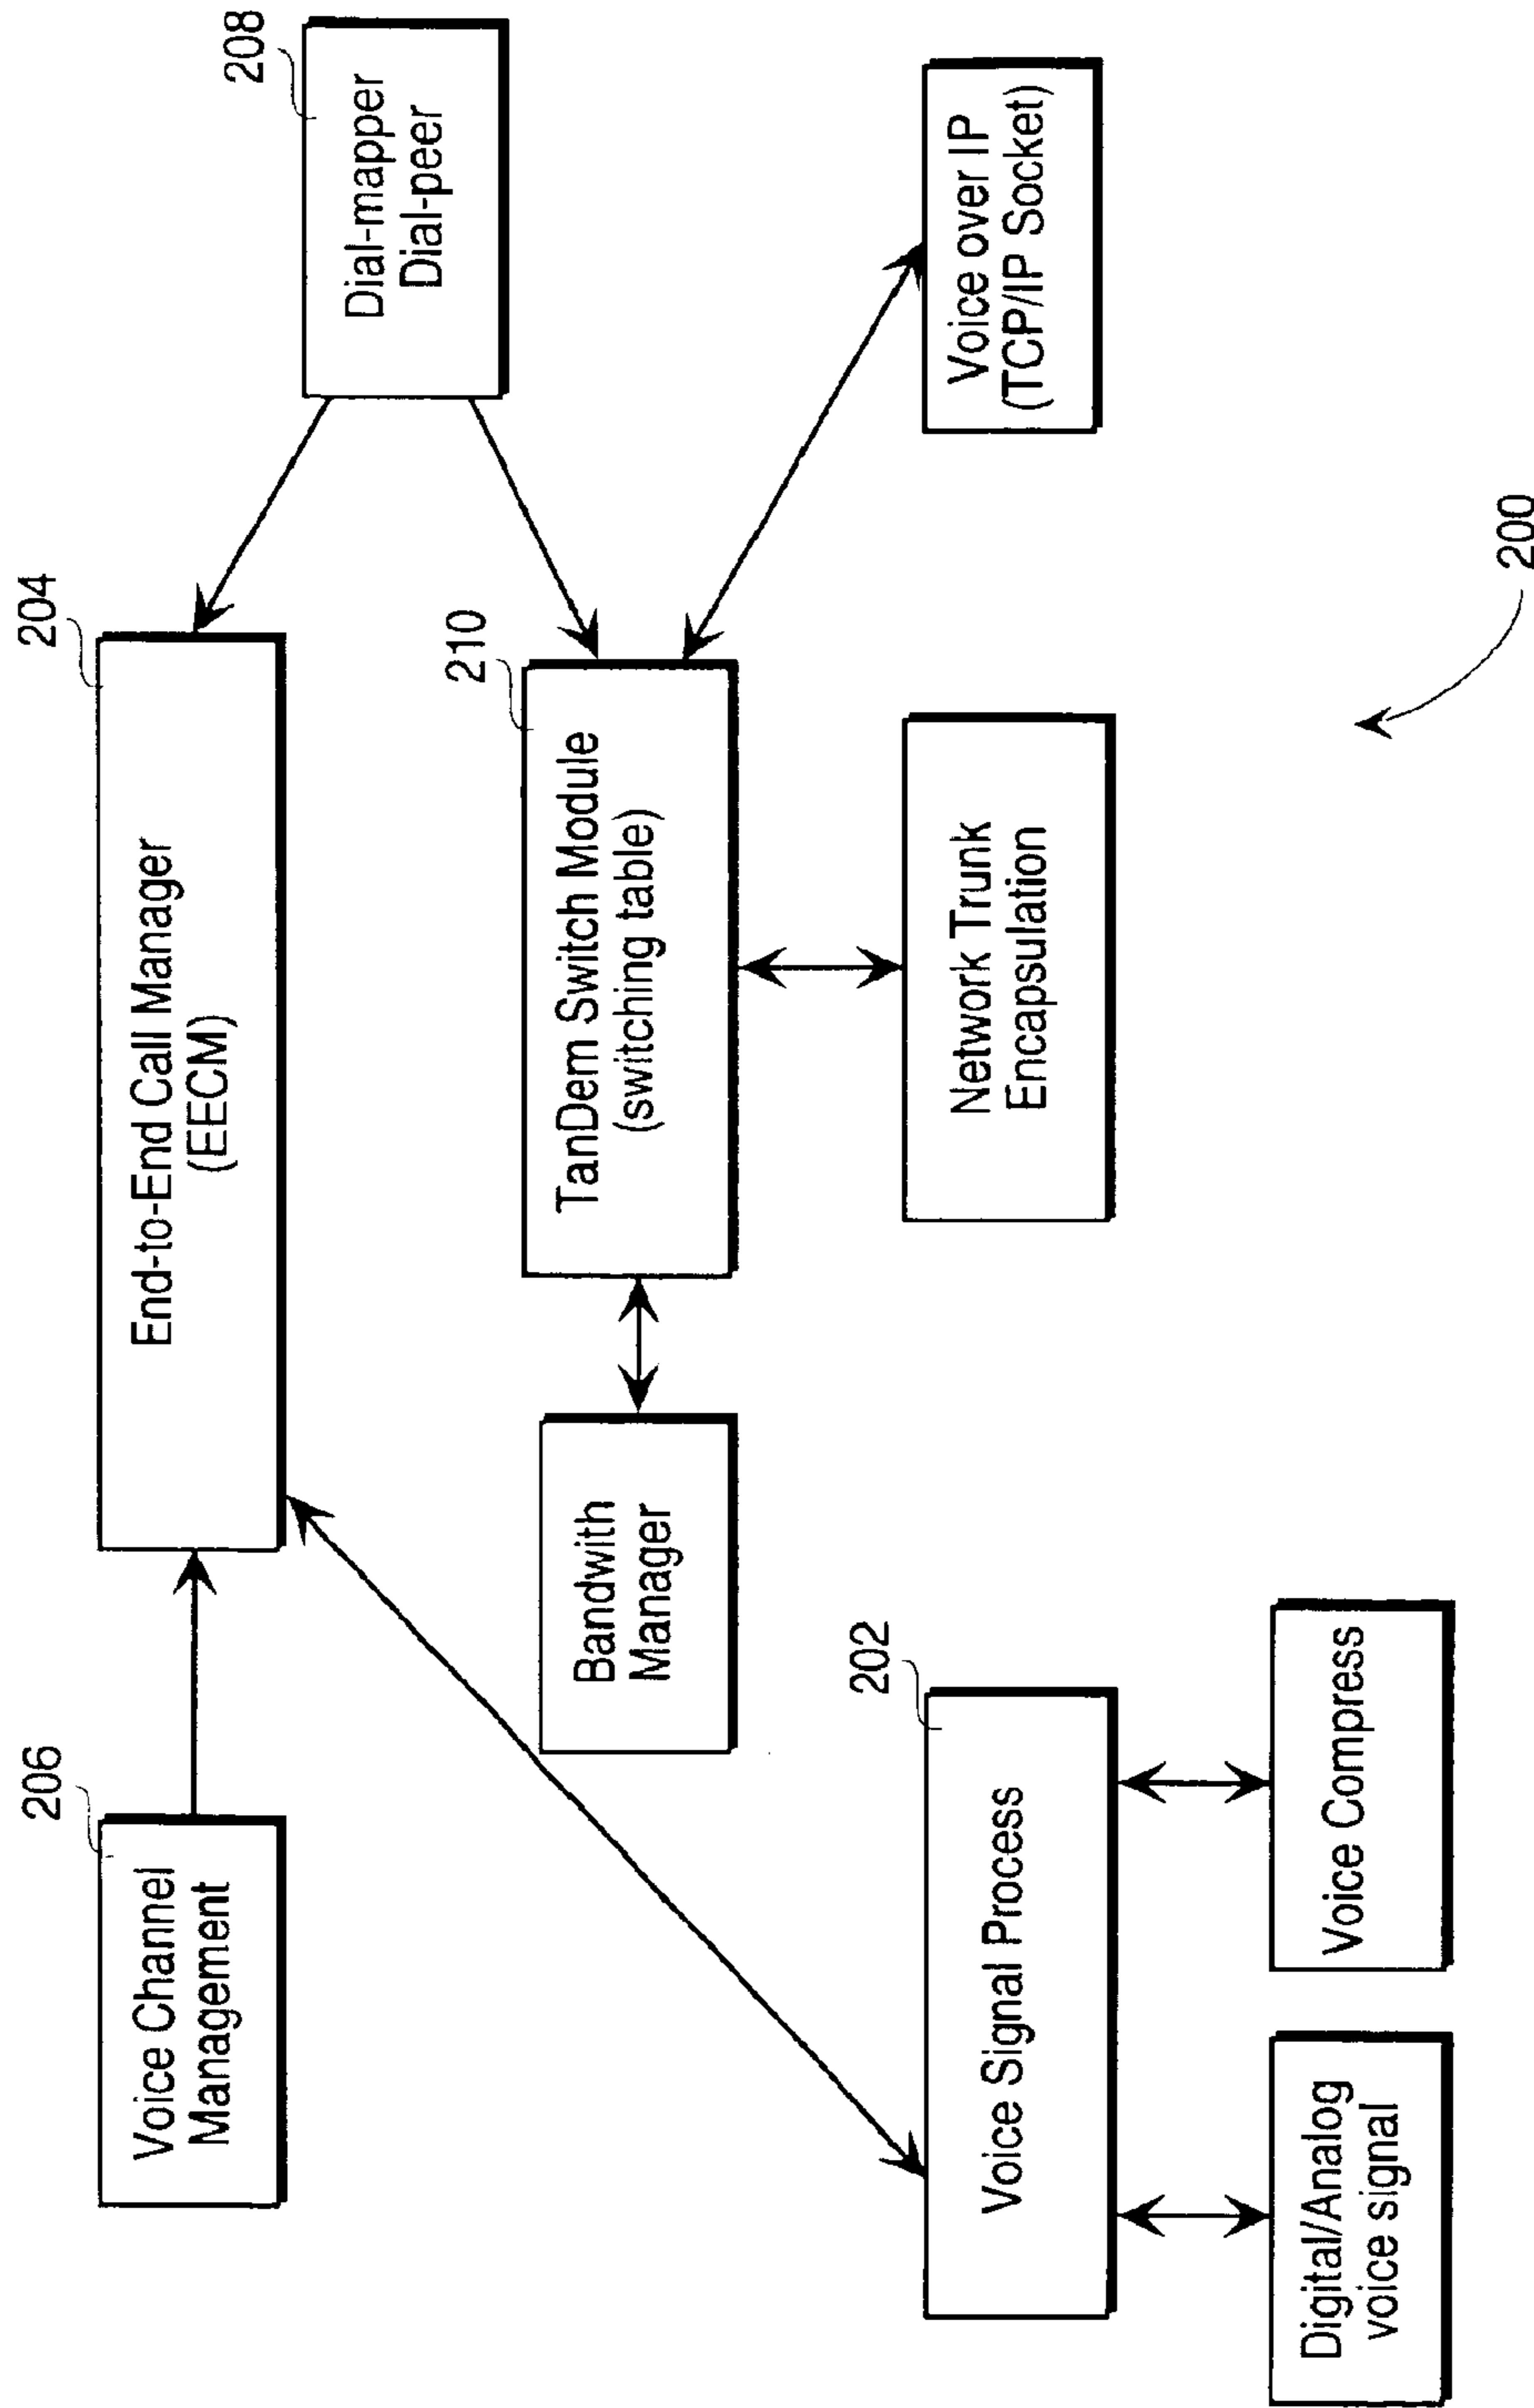 206
Voice Channel
Management
204
End-to-End Call Manager
(EECM)
208
Dial-mapper
Dial-peer
Bandwith
Manager
210
TanDem Switch Module
(switching table)
202
Voice Signal Process
Network Trunk
Encapsulation
Voice over IP
(TCP/IP Socket)
Digital/Analog
voice signal
Voice Compress
200